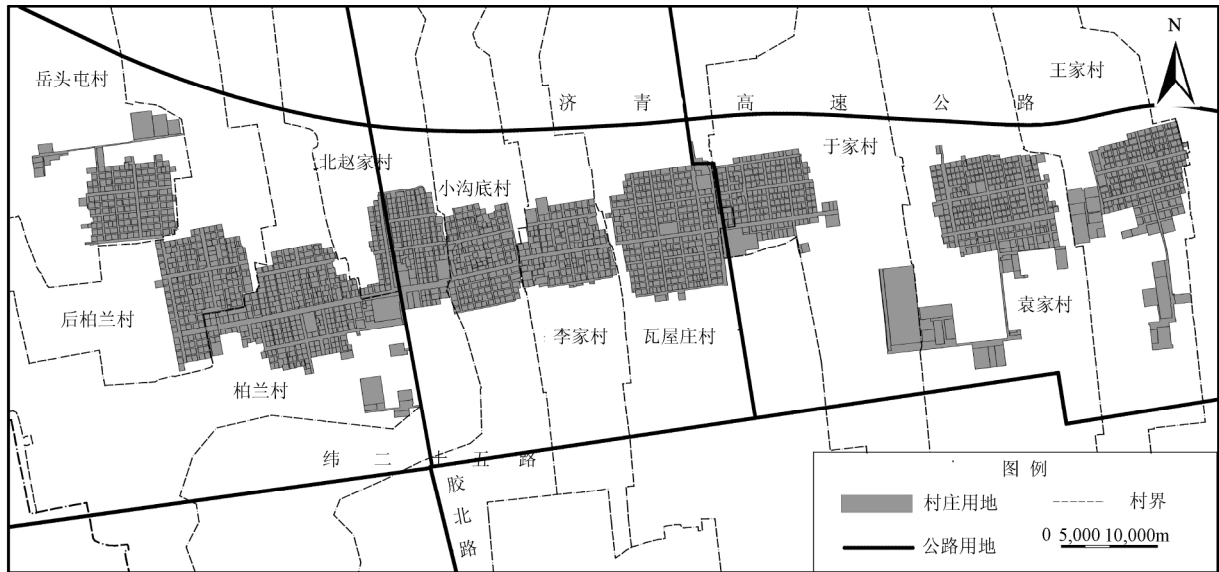 N
岳头屯村
王家村
济青高速公路
北赵家村
于家村
小沟底村
后柏兰村
李家村
瓦屋庄村
袁家村
柏兰村
纬二十五路
胶北路
图例
村庄用地
村界
公路用地
0 5,000 10,000m